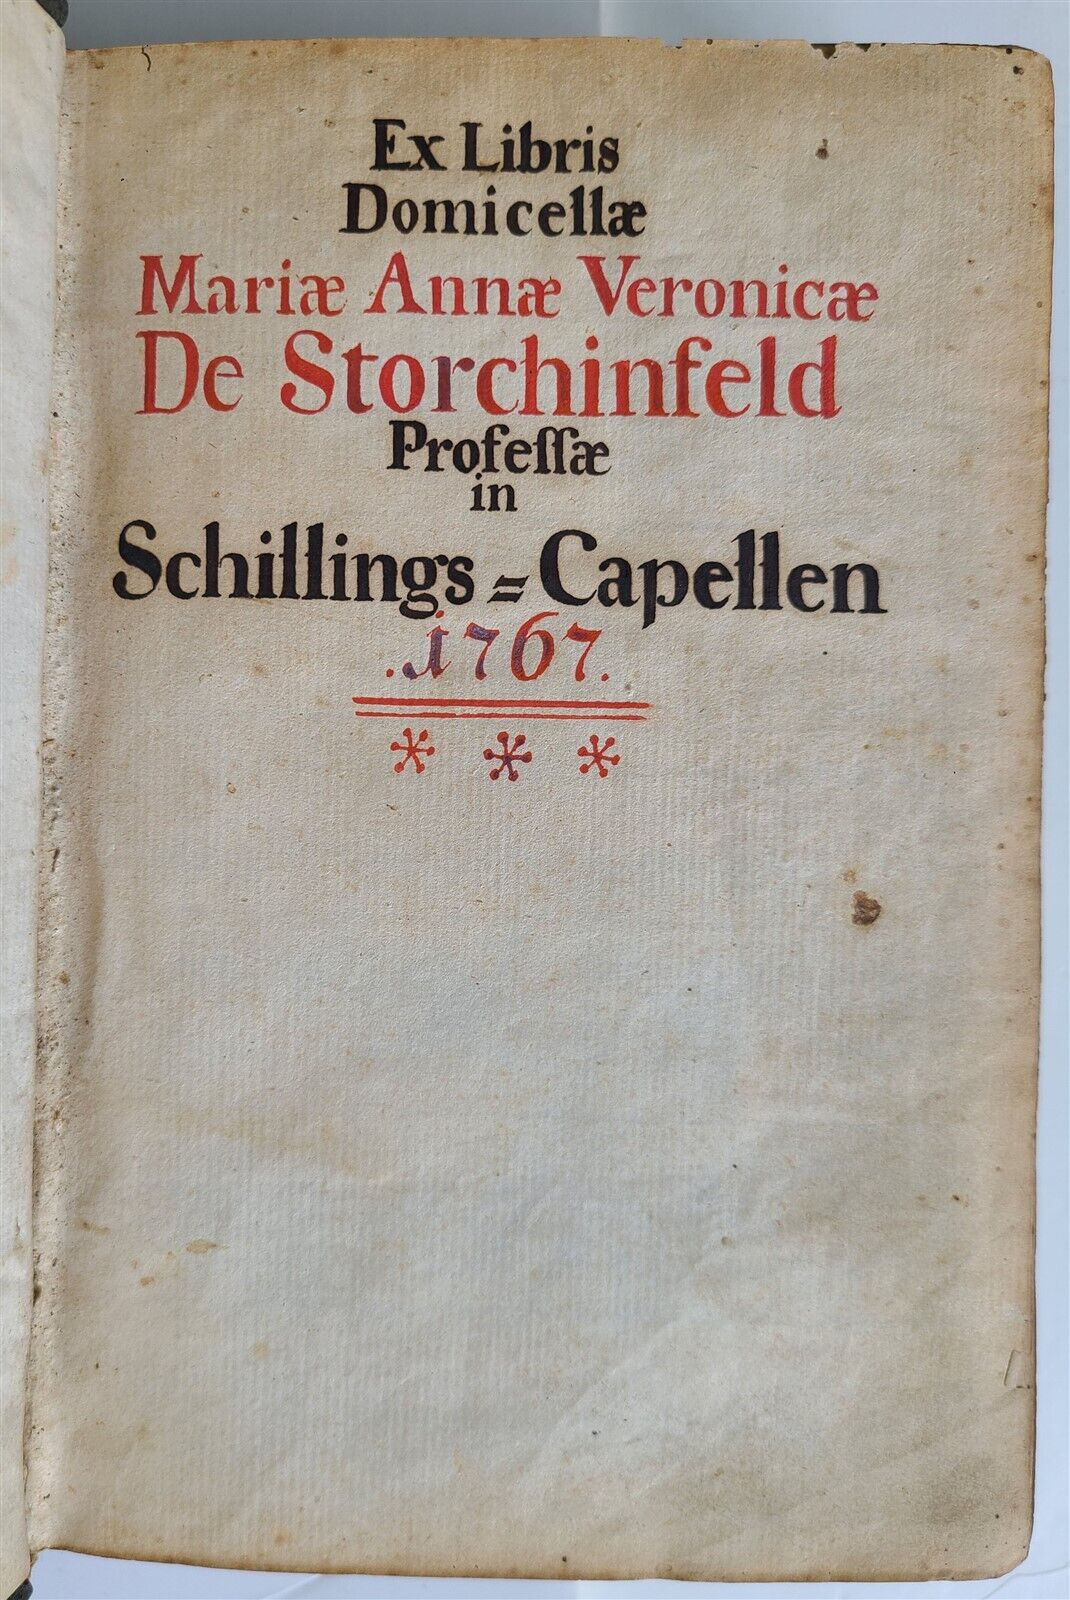 Ex Libris
Domicellæ
Mariæ Annæ Veronicæ
De Storchinfeld
Profeſſæ
in
Schillings=Capellen
.1767.